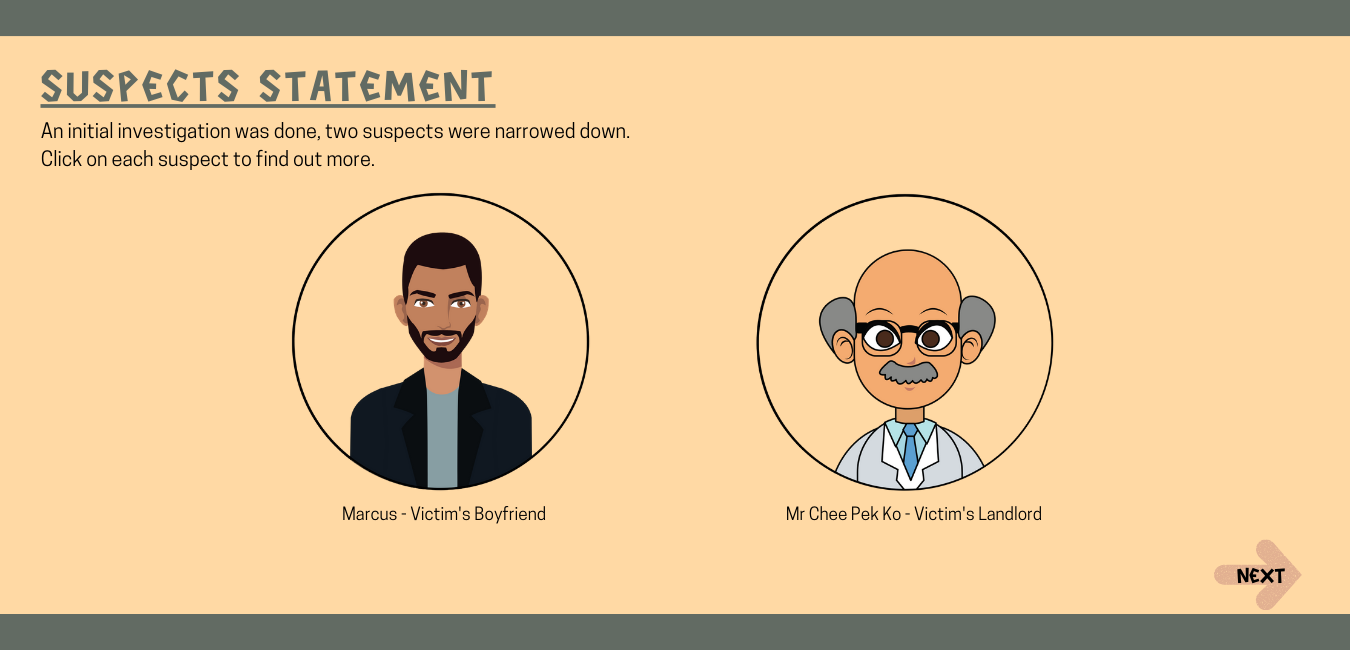 SUSPECTS STATEMENT
An initial investigation was done, two suspects were narrowed down.
Click on each suspect to find out more.
Marcus - Victim's Boyfriend
Mr Chee Pek Ko - Victim's Landlord
NEXT